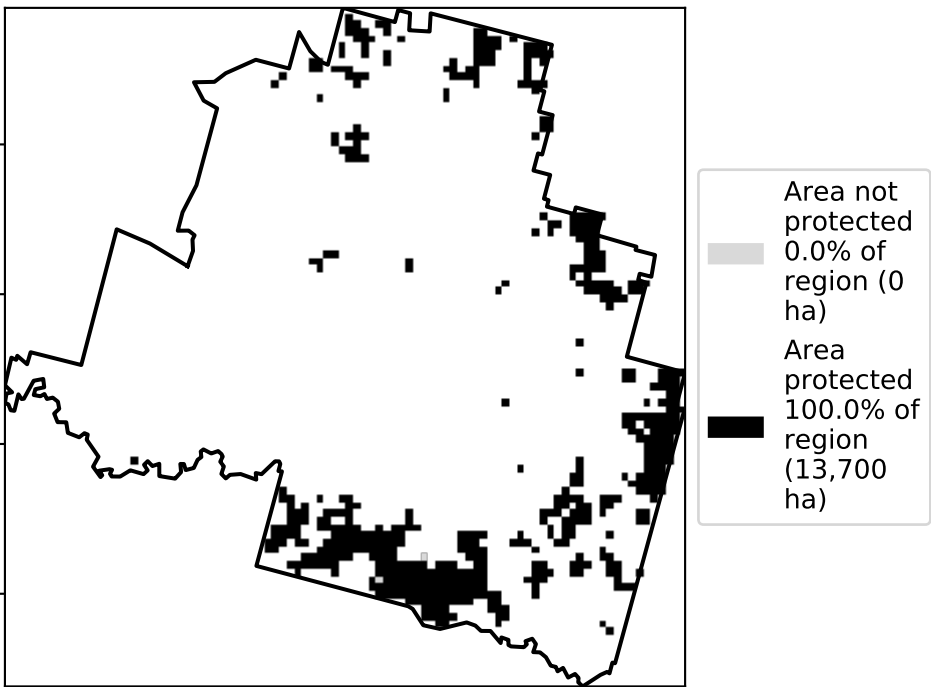 Area not
protected
0.0% of
region (0
ha)
Area
protected
100.0% of
region
(13,700
ha)